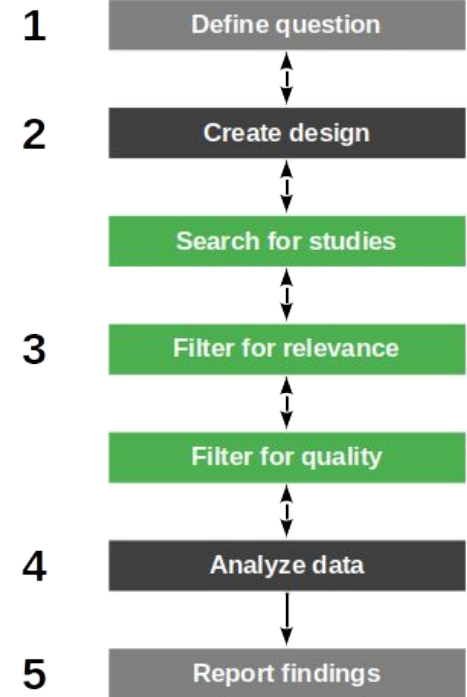 1 Define question
2 Create design
Search for studies
3 Filter for relevance
Filter for quality
4 Analyze data
5 Report findings